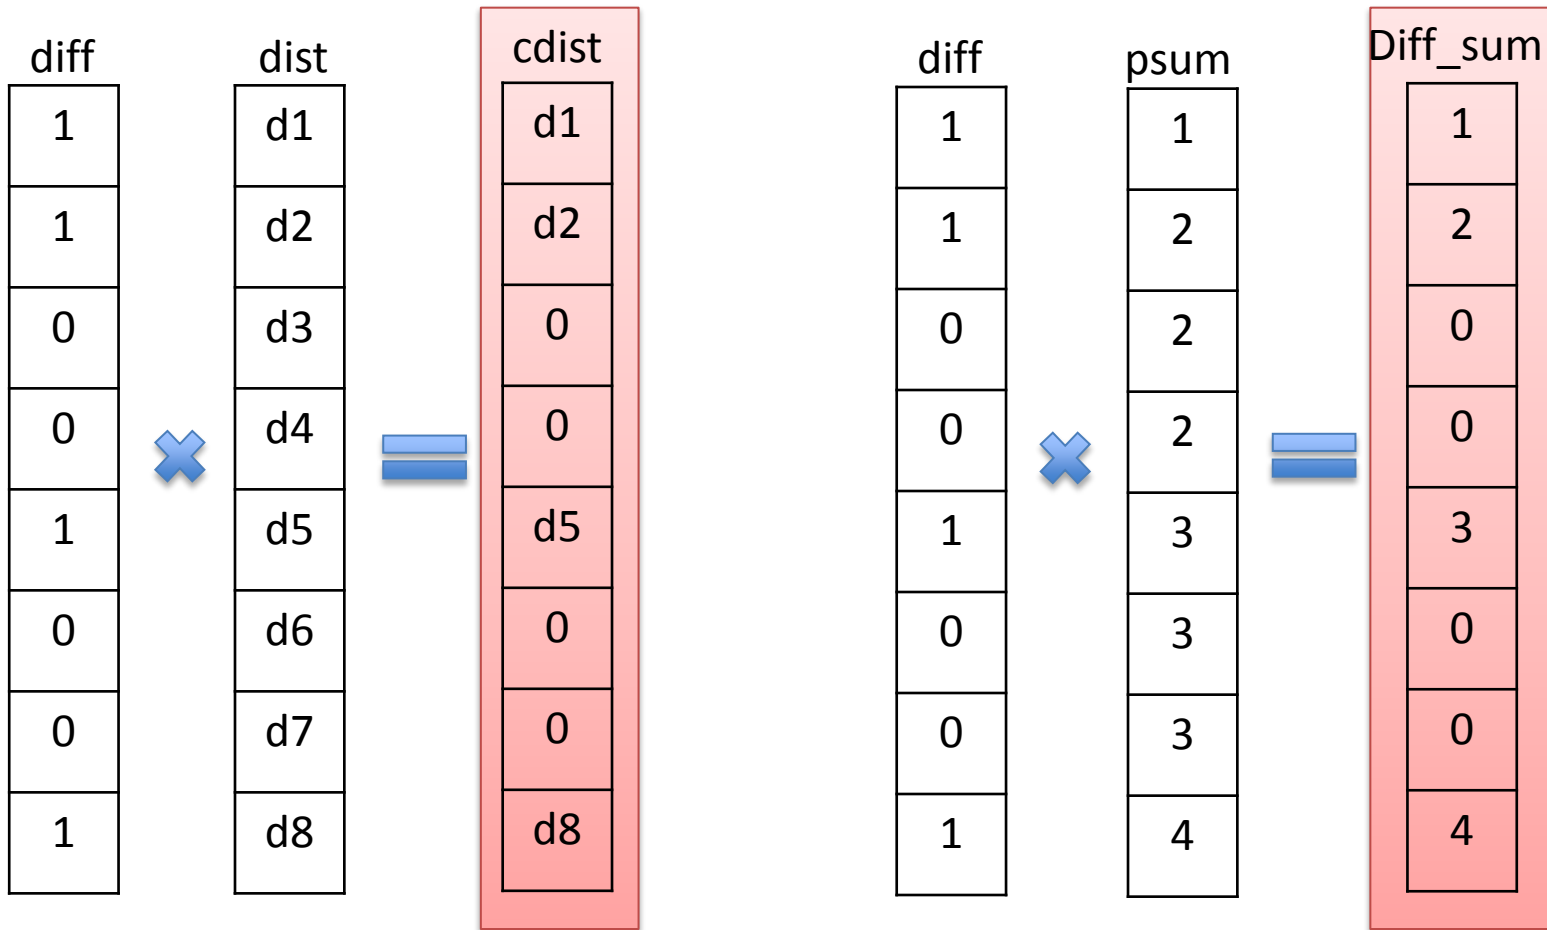 diff dist cdist diff psum Diff_sum
1 d1 d1 1 1 1
1 d2 d2 1 2 2
0 d3 0 0 2 0
0 d4 0 0 2 0
1 d5 d5 1 3 3
0 d6 0 0 3 0
0 d7 0 0 3 0
1 d8 d8 1 4 4